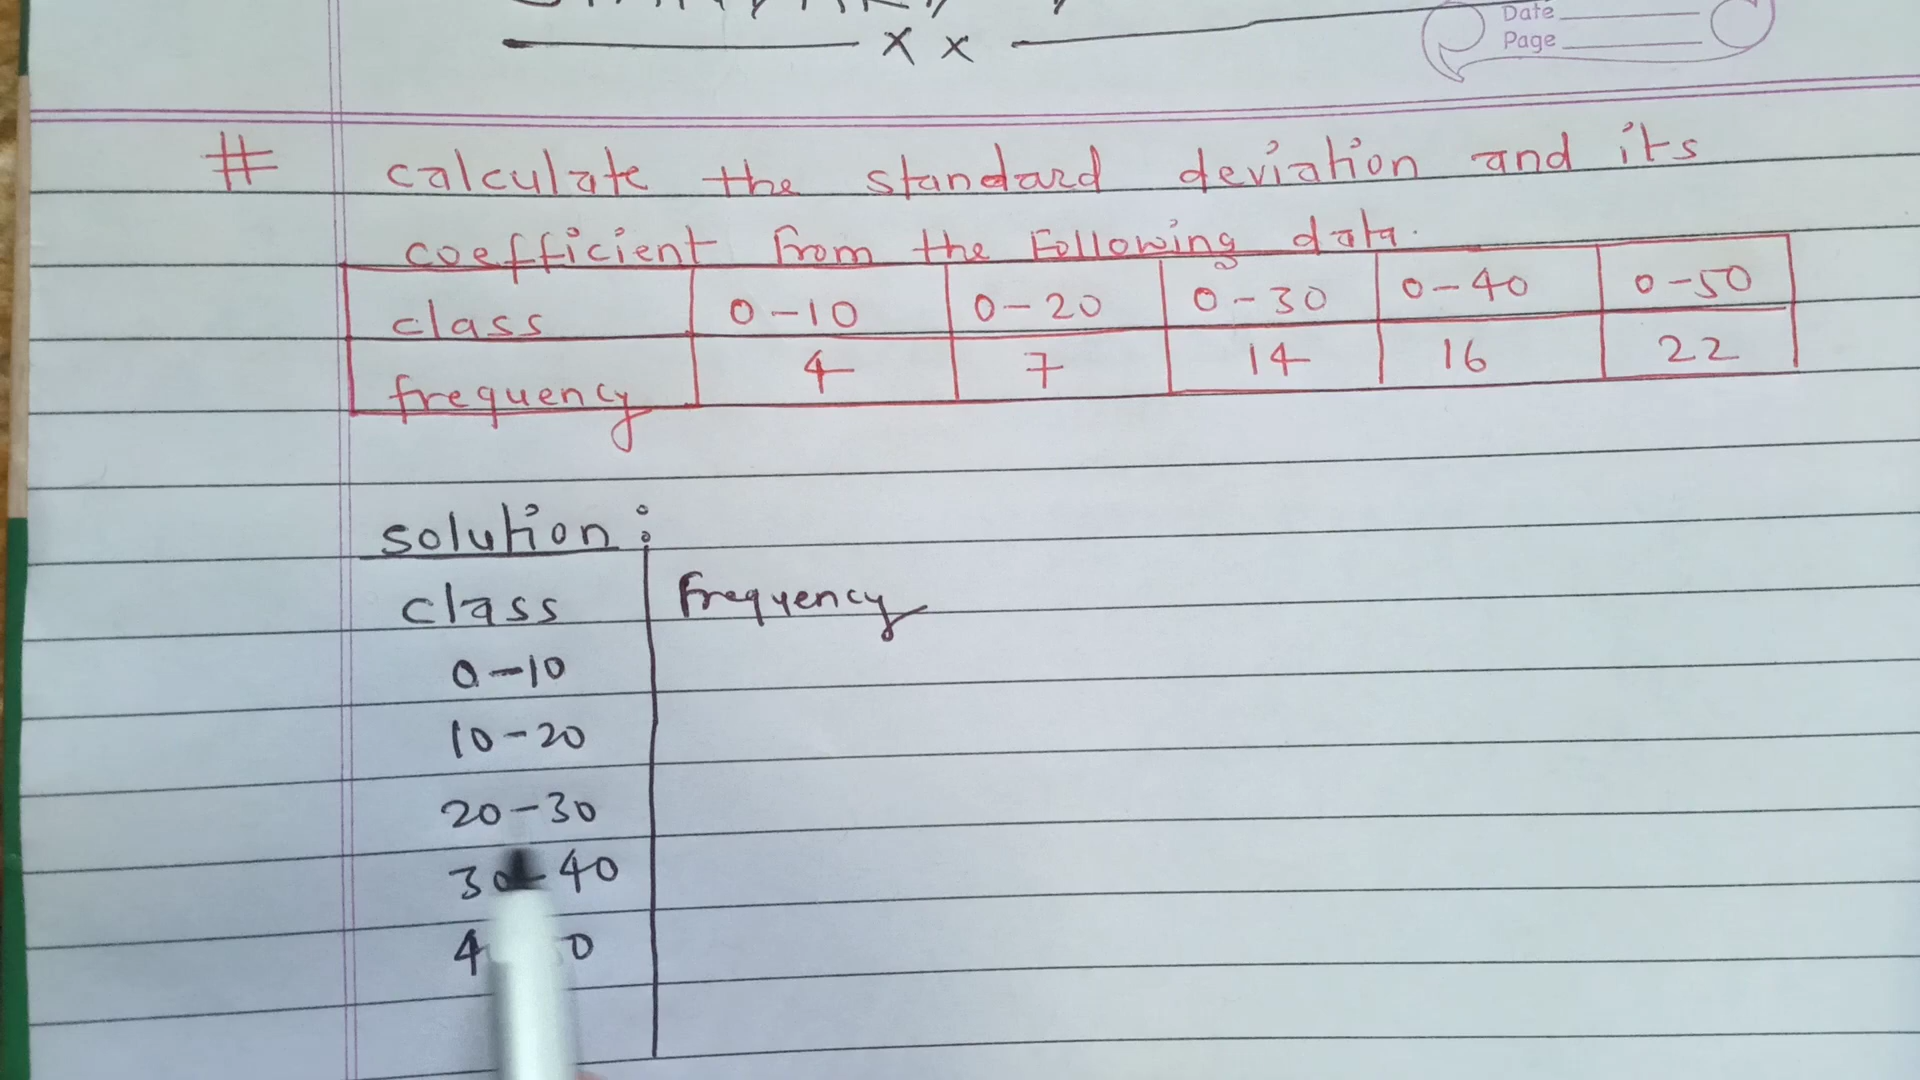 x x
Date
Page
# calculate the standard deviation and its
coefficient from the Following data.
class 0-10 0-20 0-30 0-40 0-50
frequency 4 7 14 16 22
solution :
class Frequency
0-10
10-20
20-30
30-40